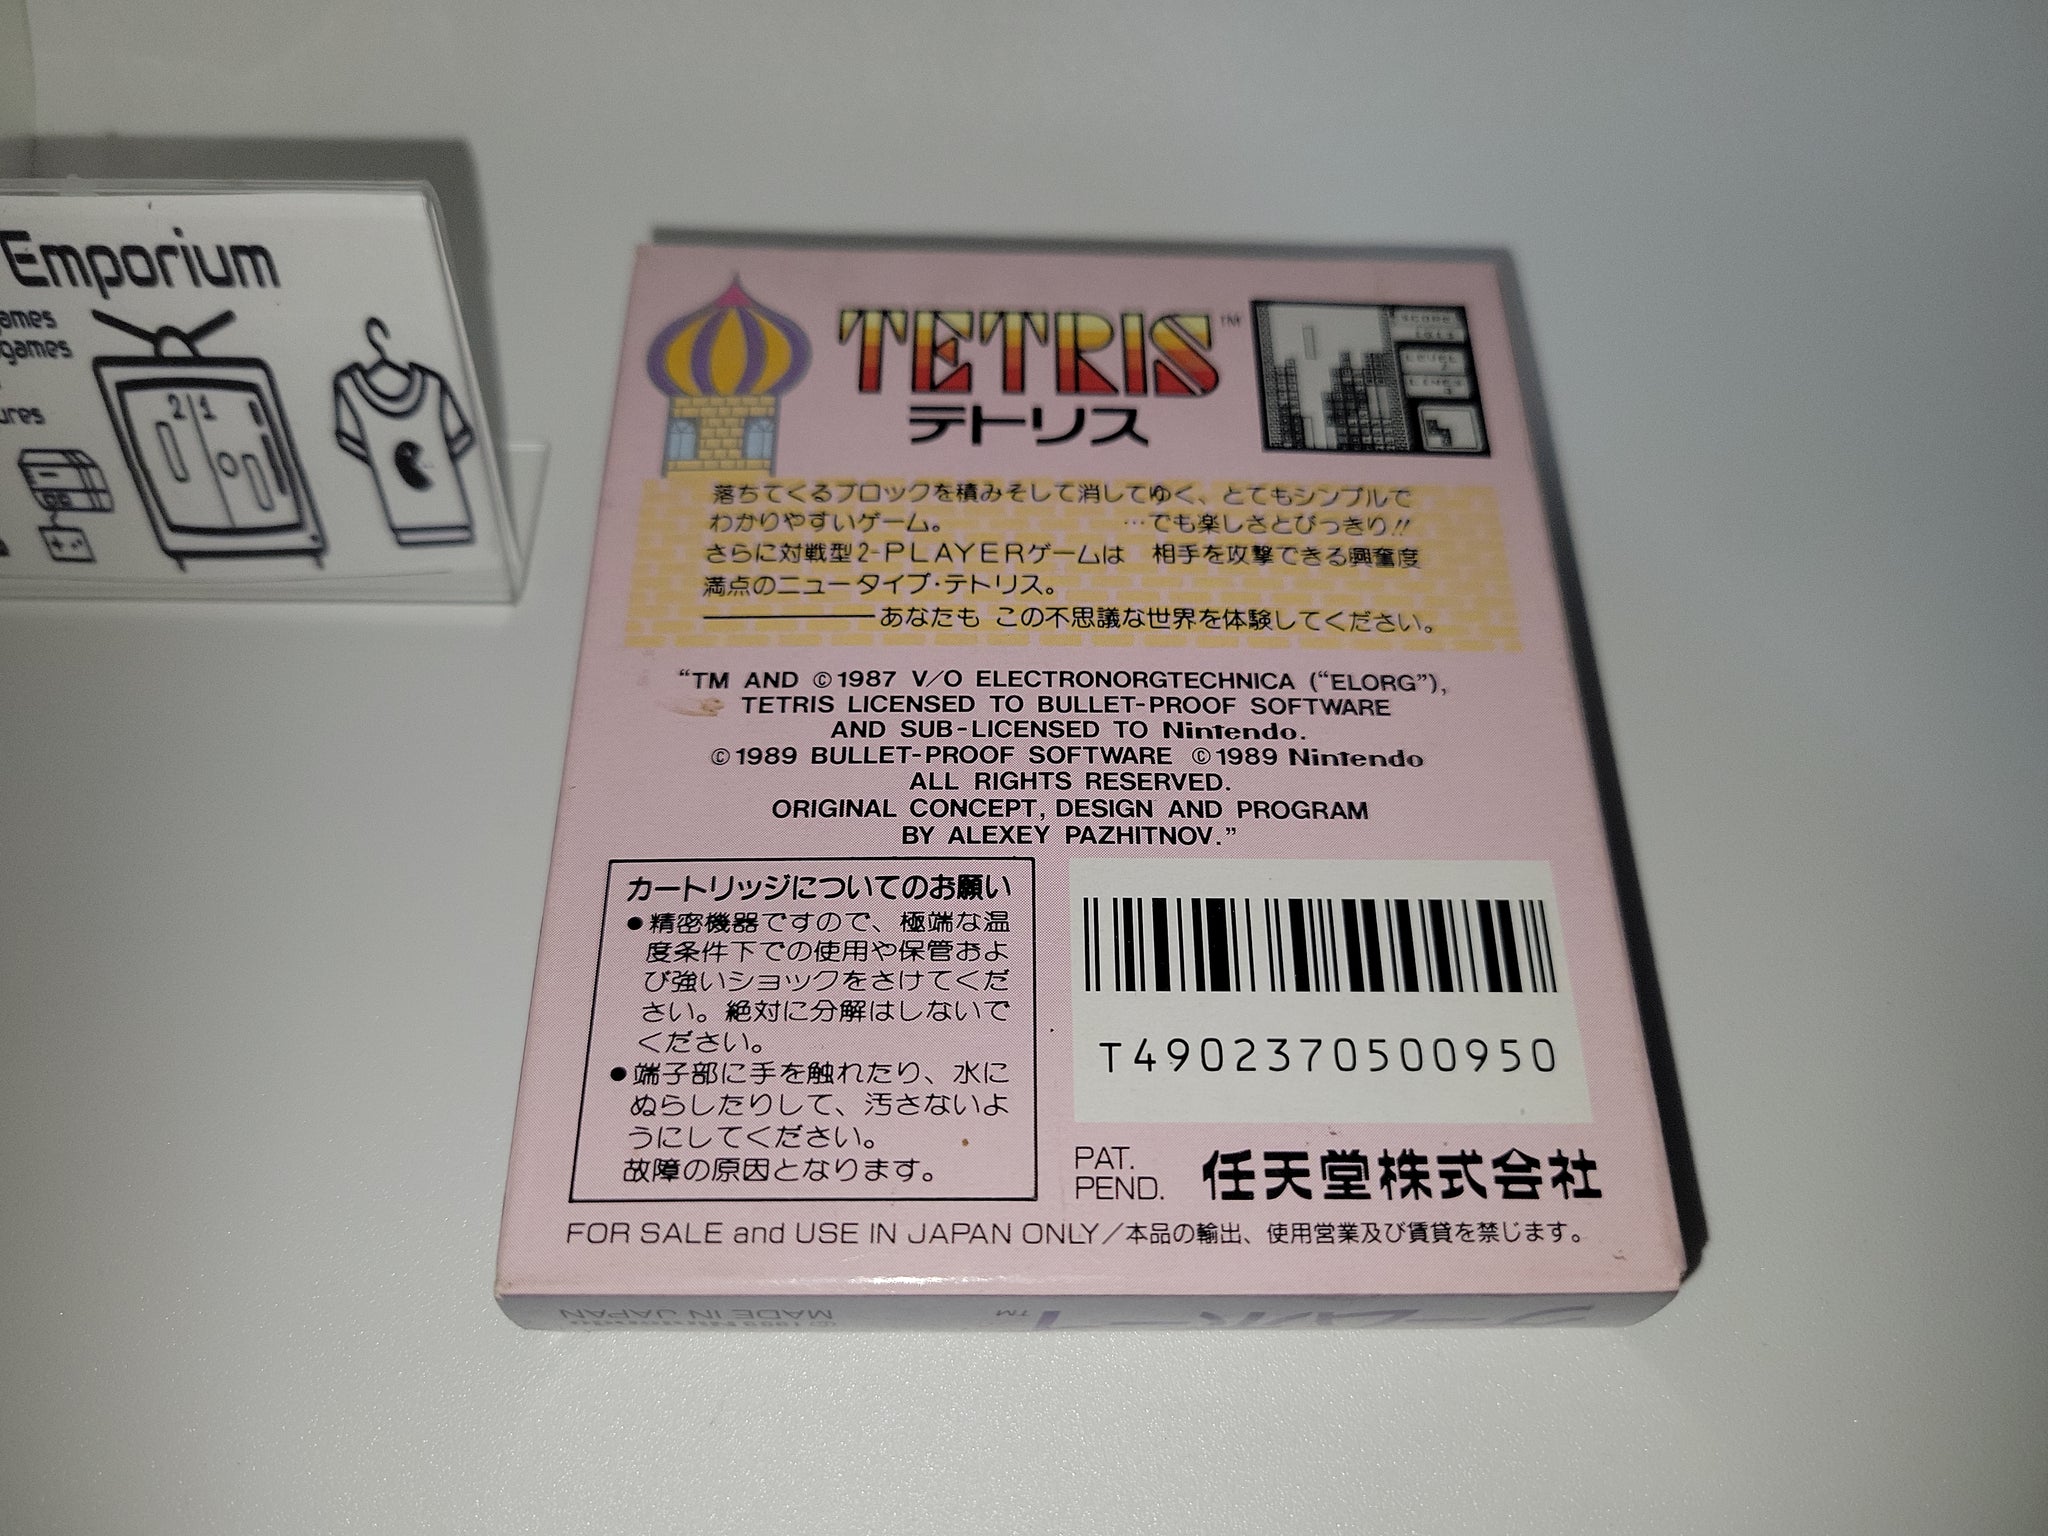 Emporium
ames
games
ures
21
TETRIS™
テトリス
落ちてくるブロックを積みそして消してゆく、とてもシンプルで
わかりやすいゲーム。 …でも楽しさとびっきり!!
さらに対戦型2-PLAYERゲームは 相手を攻撃できる興奮度
満点のニュータイプ・テトリス。
————あなたも この不思議な世界を体験してください。
“TM AND ©1987 V/O ELECTRONORGTECHNICA (“ELORG”),
TETRIS LICENSED TO BULLET-PROOF SOFTWARE
AND SUB-LICENSED TO Nintendo.
©1989 BULLET-PROOF SOFTWARE ©1989 Nintendo
ALL RIGHTS RESERVED.
ORIGINAL CONCEPT, DESIGN AND PROGRAM
BY ALEXEY PAZHITNOV.”
カートリッジについてのお願い
●精密機器ですので、極端な温
度条件下での使用や保管およ
び強いショックをさけてくだ
さい。絶対に分解はしないで
ください。
●端子部に手を触れたり、水に
ぬらしたりして、汚さないよ
うにしてください。
故障の原因となります。
T4902370500950
PAT.
PEND.
任天堂株式会社
FOR SALE and USE IN JAPAN ONLY／本品の輸出、使用営業及び賃貸を禁じます。
©1989 Nintendo
MADE IN JAPAN